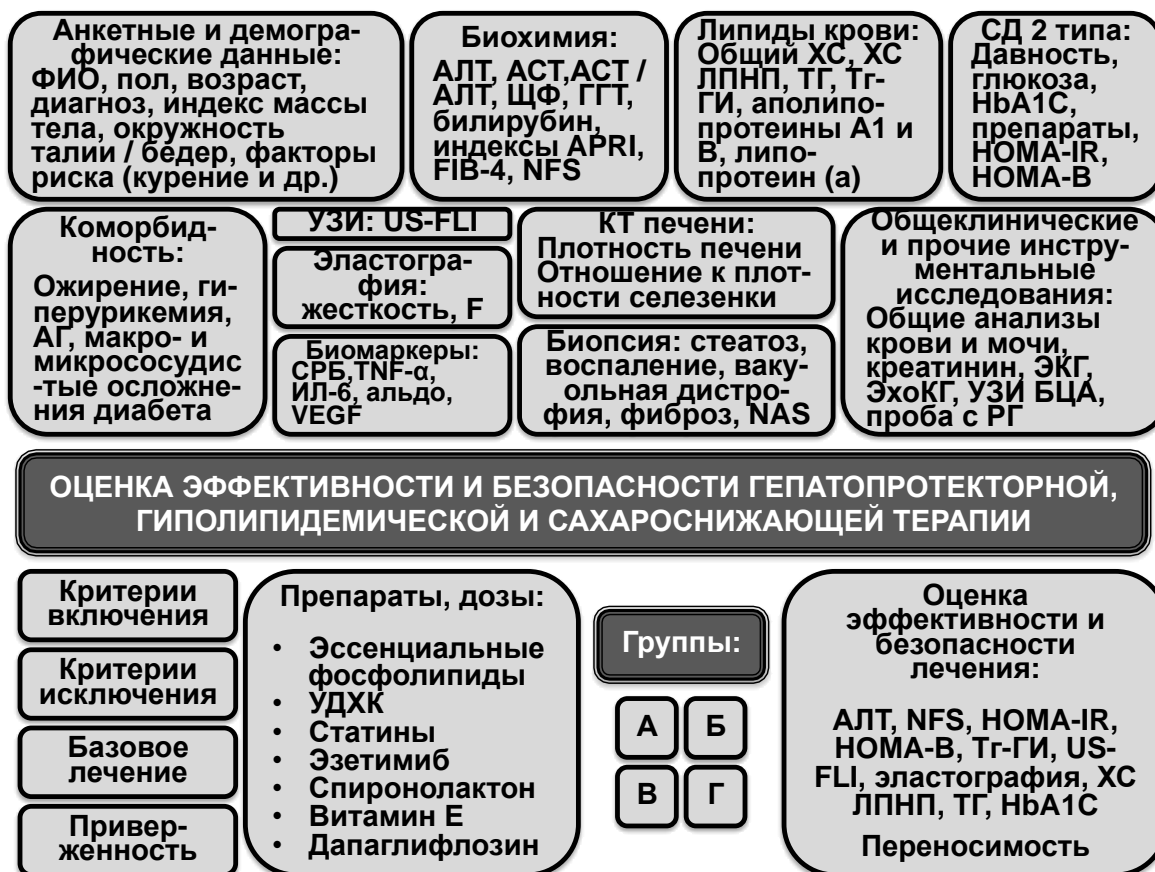 Анкетные и демогра-
фические данные:
ФИО, пол, возраст,
диагноз, индекс массы
тела, окружность
талии / бедер, факторы
риска (курение и др.)
Биохимия:
АЛТ, АСТ,АСТ /
АЛТ, ЩФ, ГГТ,
билирубин,
индексы APRI,
FIB-4, NFS
Липиды крови:
Общий ХС, ХС
ЛПНП, ТГ, Тг-
ГИ, аполипо-
протеины А1 и
В, липо-
протеин (а)
СД 2 типа:
Давность,
глюкоза,
HbA1C,
препараты,
HOMA-IR,
HOMA-B
Коморбид-
ность:
Ожирение, ги-
перурикемия,
АГ, макро- и
микрососудис
-тые осложне-
ния диабета
УЗИ: US-FLI
Эластогра-
фия:
жесткость, F
Биомаркеры:
СРБ,TNF-α,
ИЛ-6, альдо,
VEGF
КТ печени:
Плотность печени
Отношение к плот-
ности селезенки
Биопсия: стеатоз,
воспаление, ваку-
ольная дистро-
фия, фиброз, NAS
Общеклинические
и прочие инстру-
ментальные
исследования:
Общие анализы
крови и мочи,
креатинин, ЭКГ,
ЭхоКГ, УЗИ БЦА,
проба с РГ
ОЦЕНКА ЭФФЕКТИВНОСТИ И БЕЗОПАСНОСТИ ГЕПАТОПРОТЕКТОРНОЙ,
ГИПОЛИПИДЕМИЧЕСКОЙ И САХАРОСНИЖАЮЩЕЙ ТЕРАПИИ
Критерии
включения
Критерии
исключения
Базовое
лечение
Привер-
женность
Препараты, дозы:
• Эссенциальные
фосфолипиды
• УДХК
• Статины
• Эзетимиб
• Спиронолактон
• Витамин Е
• Дапаглифлозин
Группы:
А Б
В Г
Оценка
эффективности и
безопасности
лечения:
АЛТ, NFS, HOMA-IR,
HOMA-B, Тг-ГИ, US-
FLI, эластография, ХС
ЛПНП, ТГ, HbA1C
Переносимость